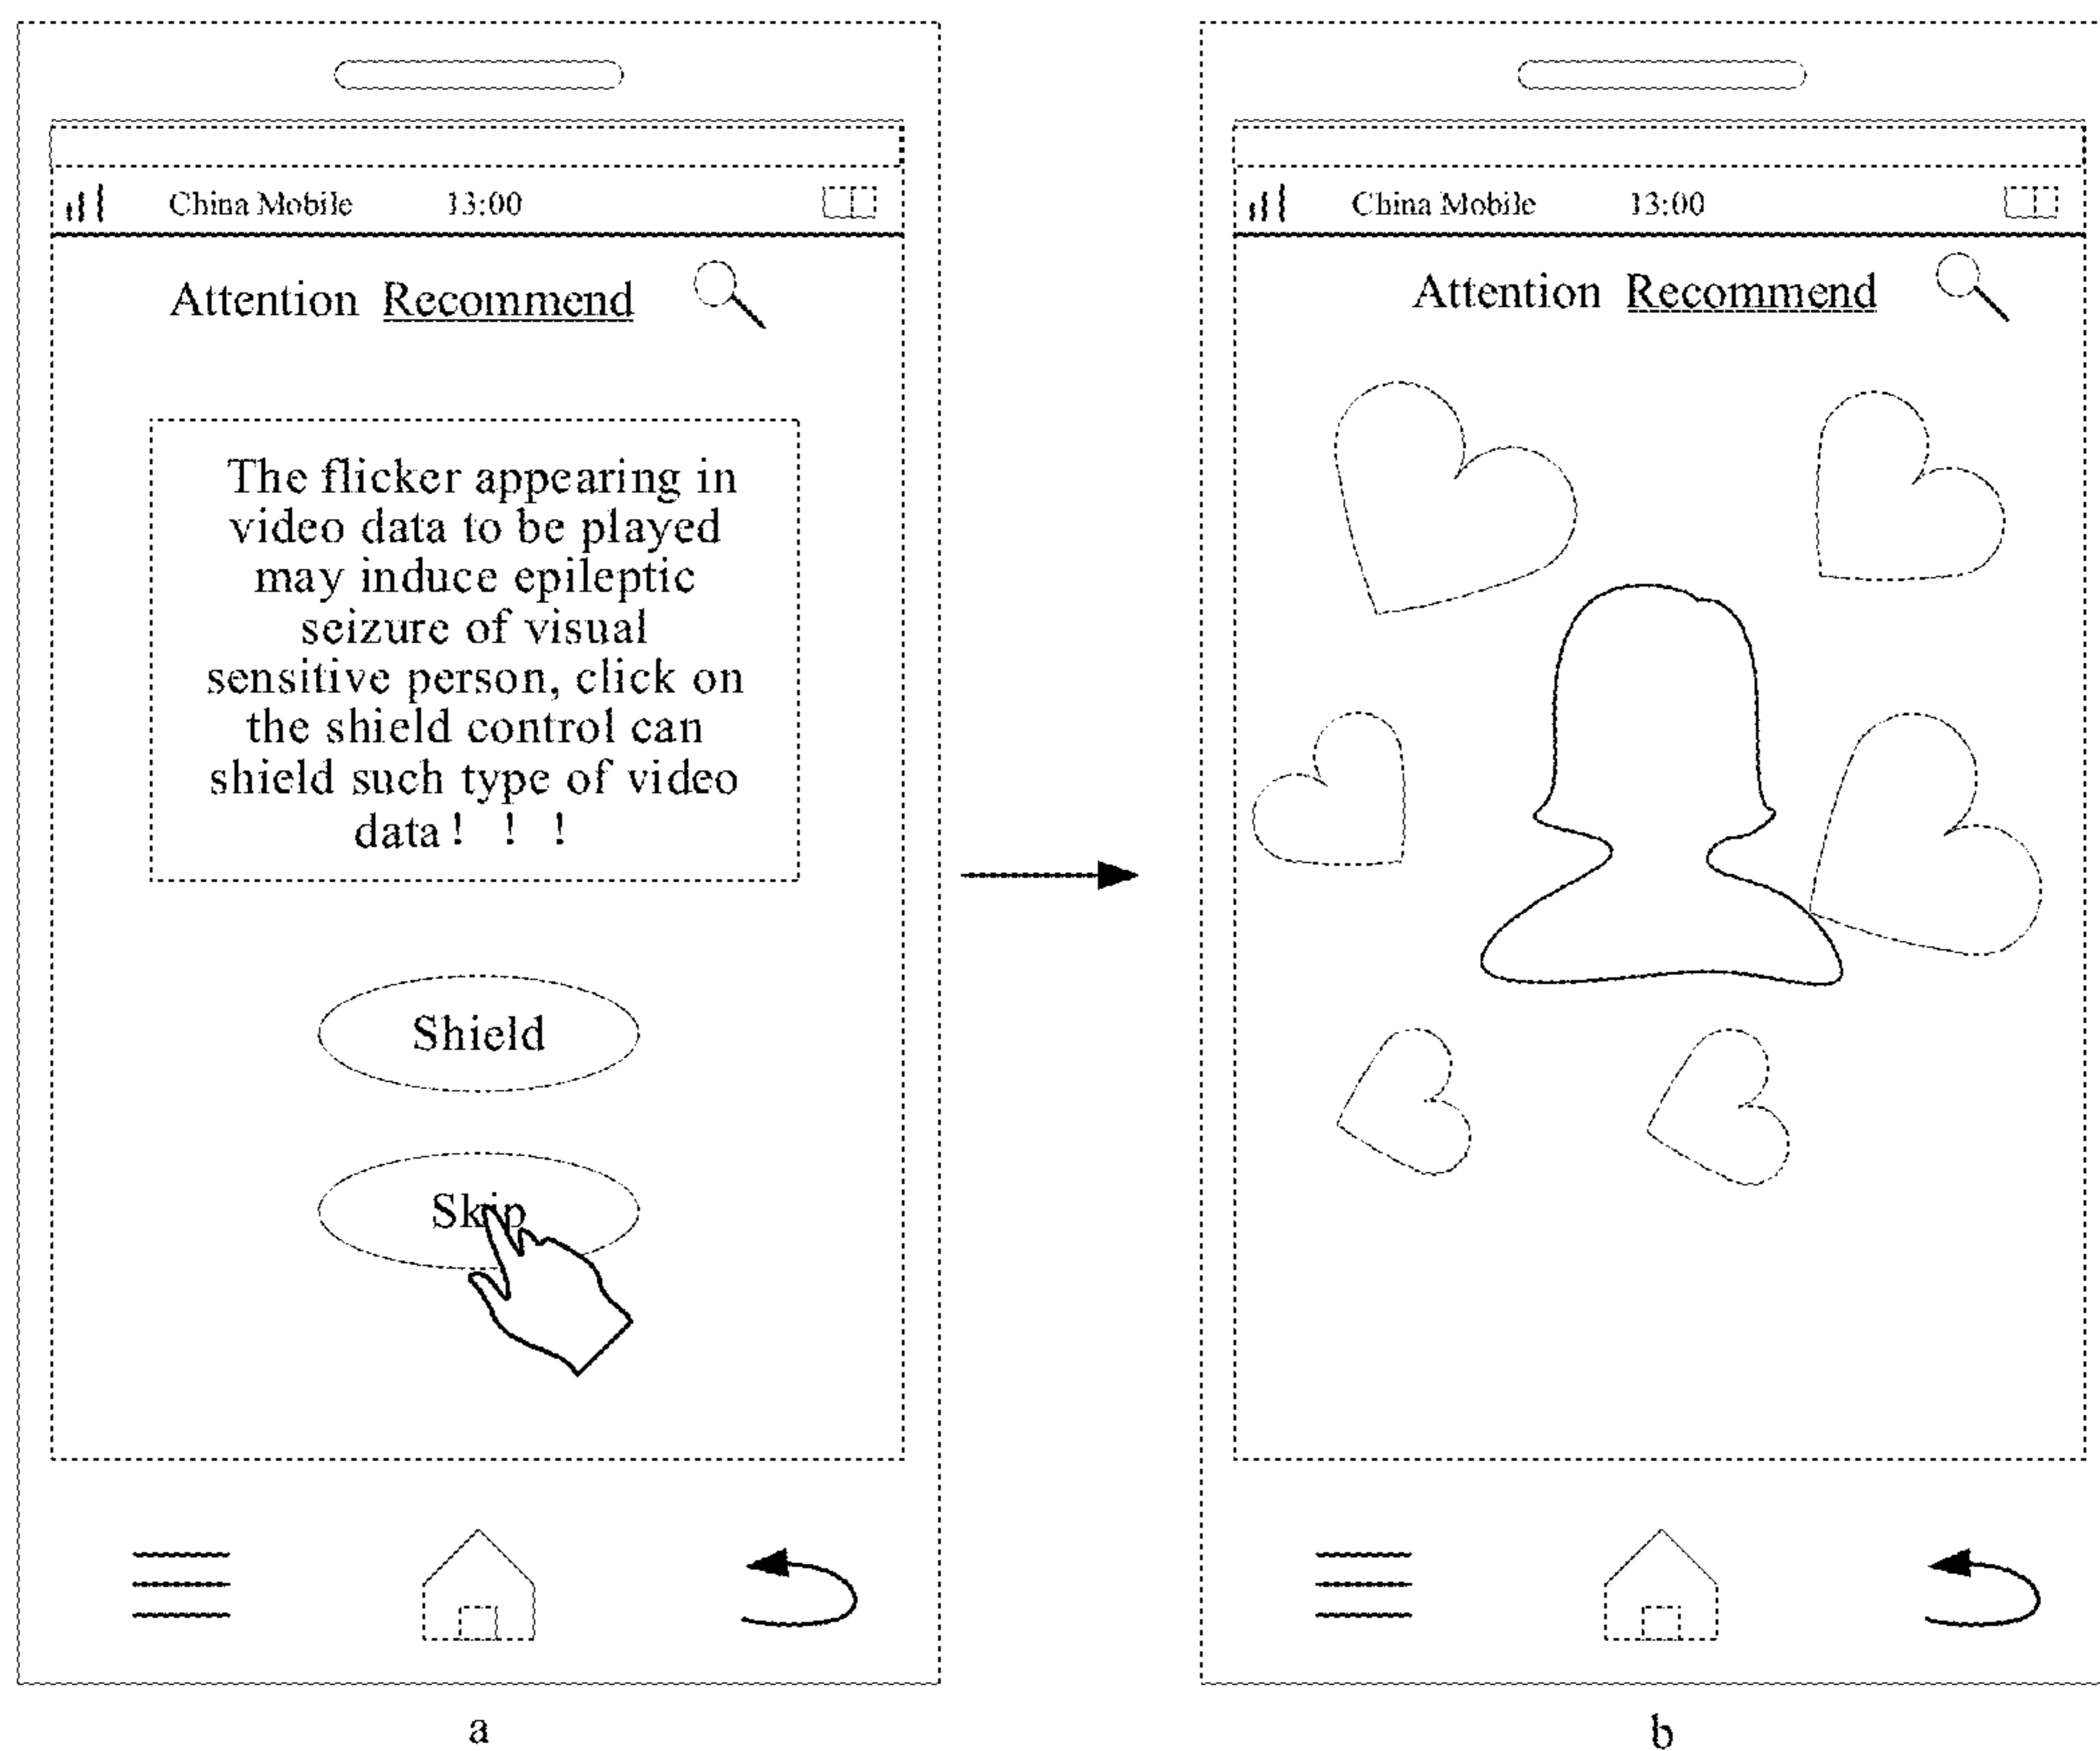 China Mobile 13:00
Attention Recommend
The flicker appearing in
video data to be played
may induce epileptic
seizure of visual
sensitive person, click on
the shield control can
shield such type of video
data! ! !
Shield
Skip
a
China Mobile 13:00
Attention Recommend
b